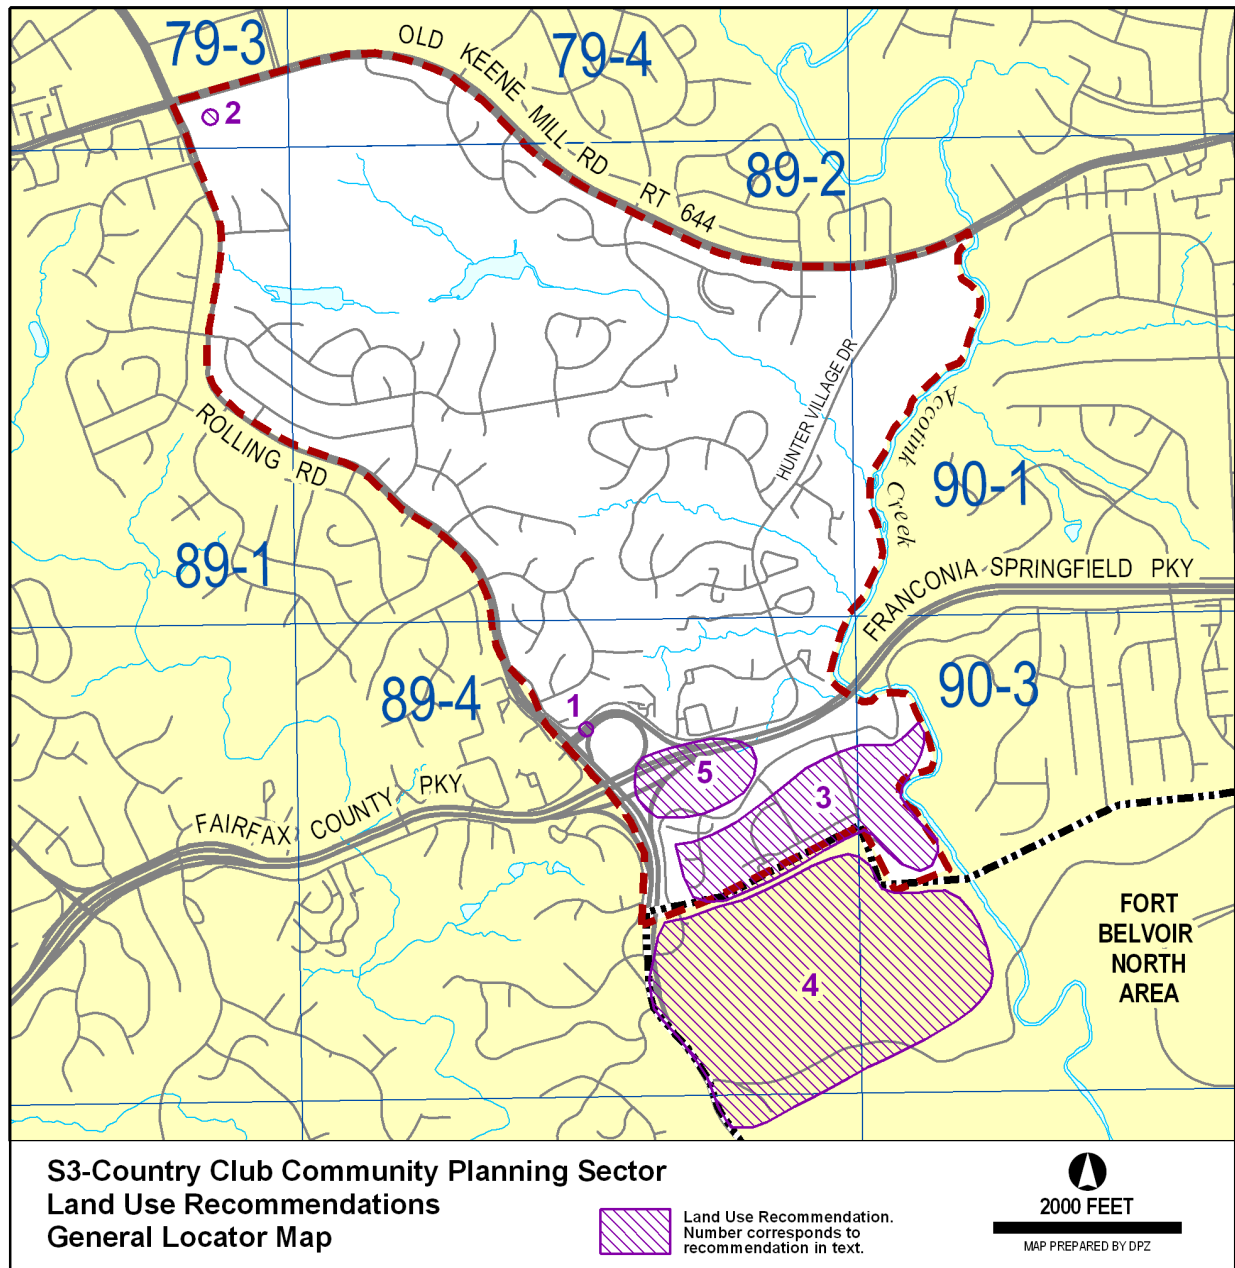 79-3
79-4
OLD KEENE MILL RD RT 644
2
89-2
HUNTER VILLAGE DR
Accotink Creek
ROLLING RD
90-1
89-1
FRANCONIA-SPRINGFIELD PKY
90-3
89-4
1
5
3
FAIRFAX COUNTY PKY
4
FORT
BELVOIR
NORTH
AREA
S3-Country Club Community Planning Sector
Land Use Recommendations
General Locator Map
Land Use Recommendation.
Number corresponds to
recommendation in text.
2000 FEET
MAP PREPARED BY DPZ